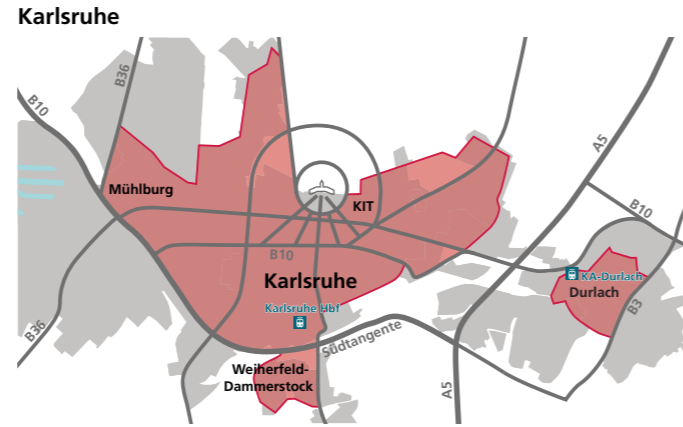 Karlsruhe
B36
B10
A5
Mühlburg
KIT
B10
B10
Karlsruhe
KA-Durlach
Durlach
Karlsruhe Hbf
B3
B36
Südtangente
Weiherfeld-
Dammerstock
A5